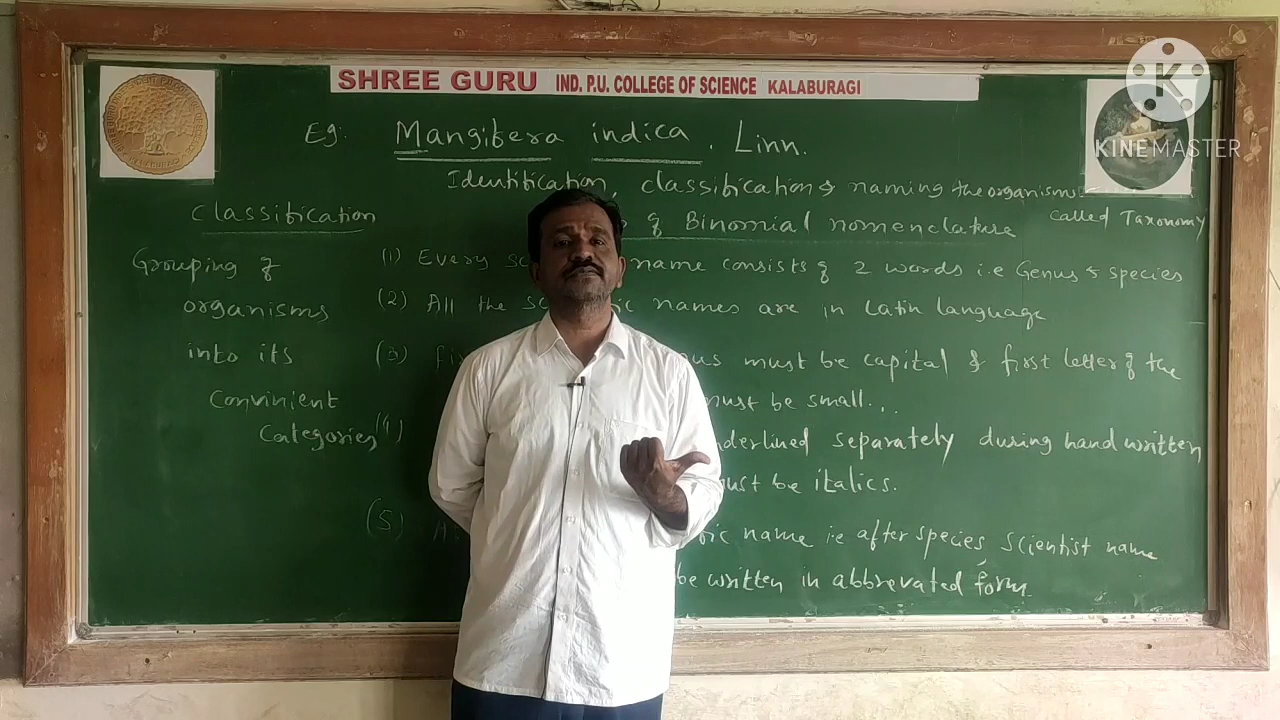 SHREE GURU IND. P.U. COLLEGE OF SCIENCE KALABURAGI
KINEMASTER
Eg. Mangifera indica. Linn.
Identification, classification & naming the organisms
called Taxonomy
Classification
of Binomial nomenclature
Grouping of
organisms
into its
Convinient
Categories
(1) Every name consists of 2 words i.e Genus & species
(2) All the names are in Latin language
(3) must be capital & first letter of the
must be small.
(4) separately during hand written
must be italics.
(5) name i.e after species, scientist name
be written in abbrevated form.